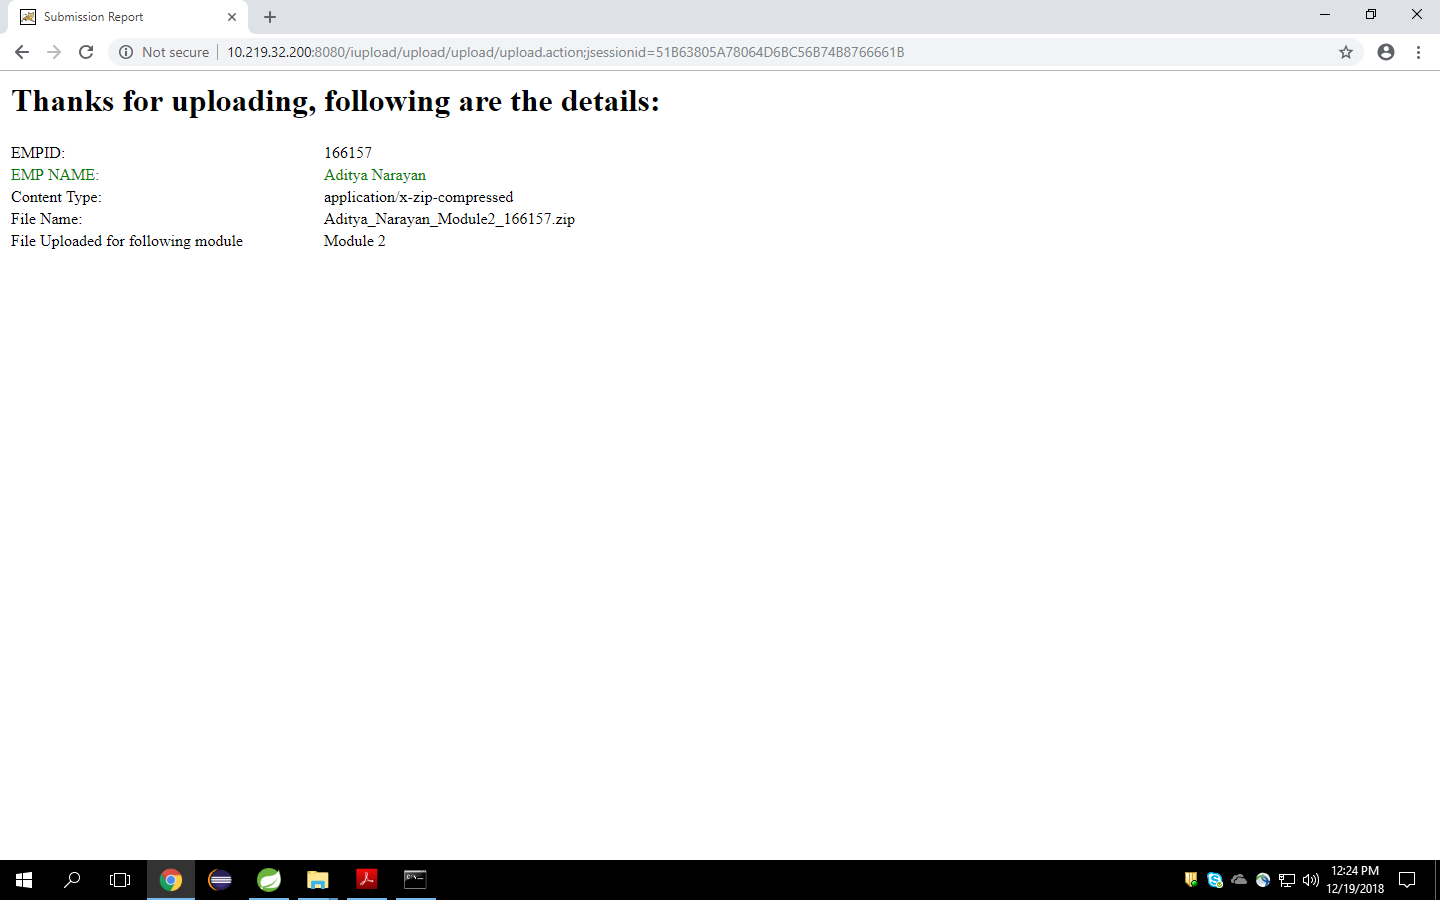 Submission Report
Not secure
10.219.32.200:8080/iupload/upload/upload/upload.action;jsessionid=51B63805A78064D6BC56B74B8766661B
Thanks for uploading, following are the details:
EMPID: 166157
EMP NAME: Aditya Narayan
Content Type: application/x-zip-compressed
File Name: Aditya_Narayan_Module2_166157.zip
File Uploaded for following module Module 2
12:24 PM
12/19/2018